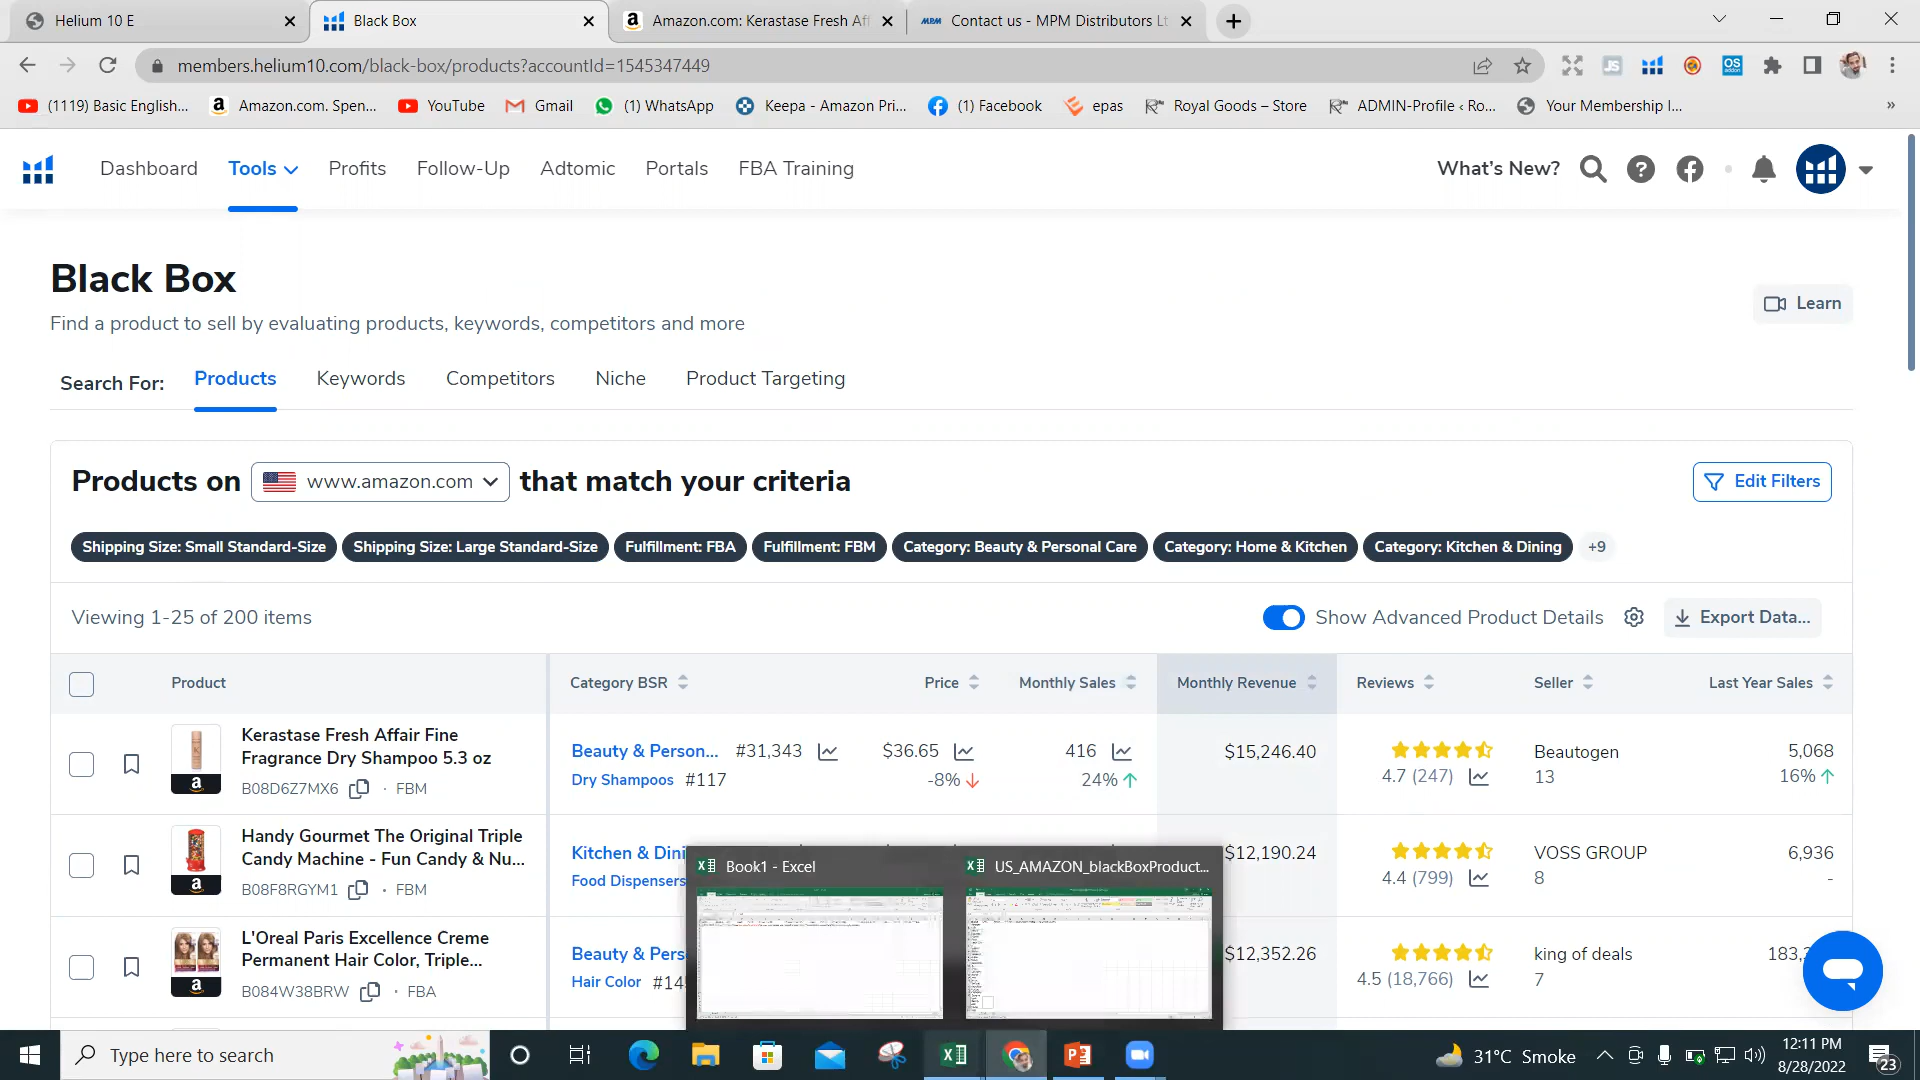 Helium 10 E
Black Box
Amazon.com: Kerastase Fresh Aff
MPM Contact us - MPM Distributors Lt
members.helium10.com/black-box/products?accountId=1545347449
(1119) Basic English...
Amazon.com. Spen...
YouTube
Gmail
(1) WhatsApp
Keepa - Amazon Pri...
(1) Facebook
epas
Royal Goods – Store
ADMIN-Profile ‹ Ro...
Your Membership I...
»
Dashboard
Tools
Profits
Follow-Up
Adtomic
Portals
FBA Training
What's New?
Black Box
Find a product to sell by evaluating products, keywords, competitors and more
Learn
Search For:
Products
Keywords
Competitors
Niche
Product Targeting
Products on www.amazon.com that match your criteria
Edit Filters
Shipping Size: Small Standard-Size
Shipping Size: Large Standard-Size
Fulfillment: FBA
Fulfillment: FBM
Category: Beauty & Personal Care
Category: Home & Kitchen
Category: Kitchen & Dining
+9
Viewing 1-25 of 200 items
Show Advanced Product Details
Export Data...
Product
Category BSR
Price
Monthly Sales
Monthly Revenue
Reviews
Seller
Last Year Sales
Kerastase Fresh Affair Fine
Fragrance Dry Shampoo 5.3 oz
B08D6Z7MX6 · FBM
Beauty & Person... #31,343
Dry Shampoos #117
$36.65
-8%
416
24%
$15,246.40
4.7 (247)
Beautogen
13
5,068
16%
Handy Gourmet The Original Triple
Candy Machine - Fun Candy & Nu...
B08F8RGYM1 · FBM
Kitchen & Dini
Food Dispensers
$12,190.24
4.4 (799)
VOSS GROUP
8
6,936
-
L'Oreal Paris Excellence Creme
Permanent Hair Color, Triple...
B084W38BRW · FBA
Beauty & Pers
Hair Color
$12,352.26
4.5 (18,766)
king of deals
7
183,
Book1 - Excel
US_AMAZON_blackBoxProduct...
Type here to search
31°C Smoke
12:11 PM
8/28/2022
23